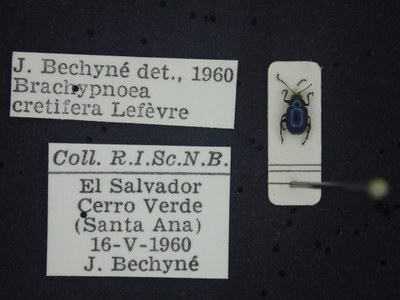 J. Bechyné det., 1960
Brachypnoea
cretifera Lefèvre
Coll. R.I.Sc.N.B.
El Salvador
Cerro Verde
(Santa Ana)
16-V-1960
J. Bechyné